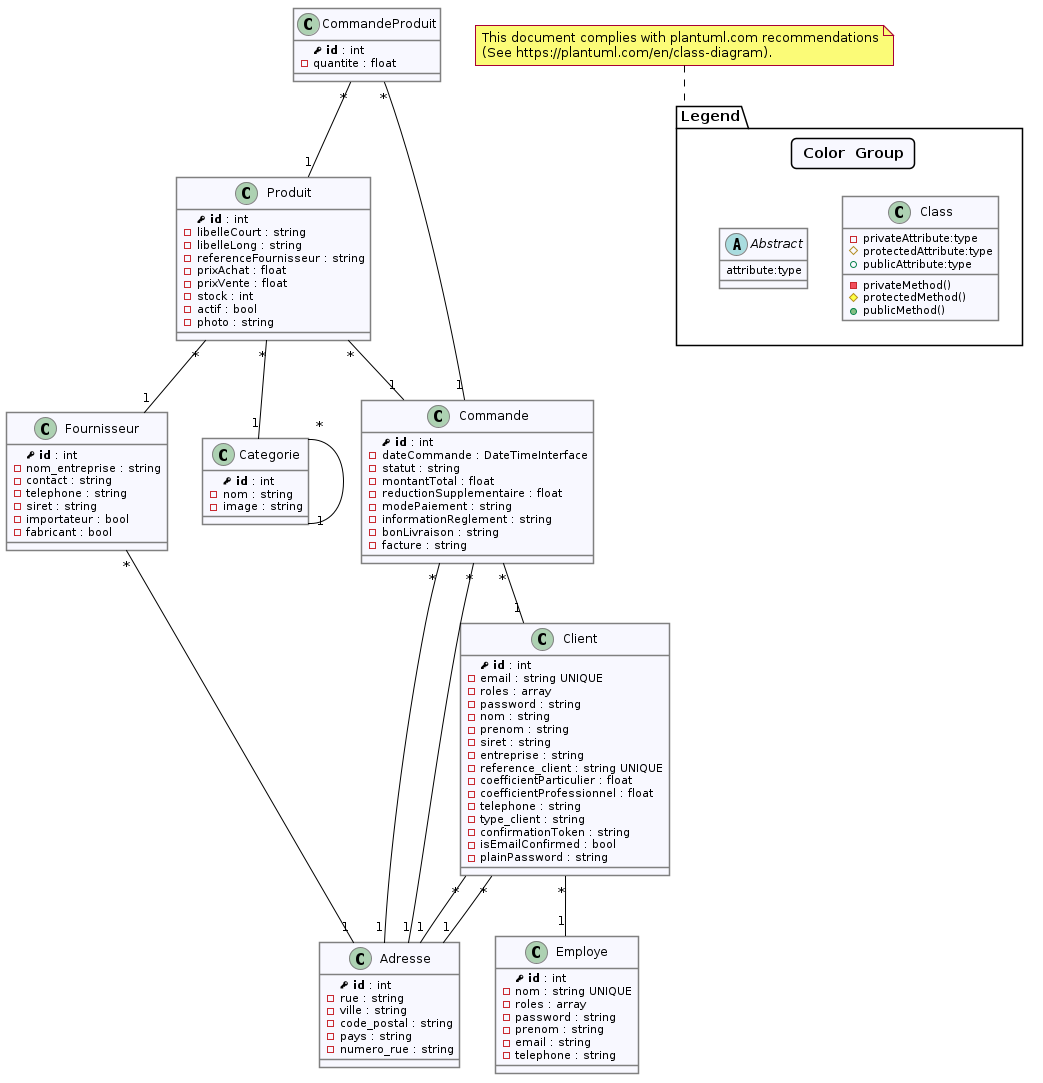 CommandeProduit
id : int
quantite : float
* *
This document complies with plantuml.com recommendations
(See https://plantuml.com/en/class-diagram).
Legend
Color Group
Abstract
attribute:type
Class
privateAttribute:type
protectedAttribute:type
publicAttribute:type
privateMethod()
protectedMethod()
publicMethod()
1
Produit
id : int
libelleCourt : string
libelleLong : string
referenceFournisseur : string
prixAchat : float
prixVente : float
stock : int
actif : bool
photo : string
* * *
1 1 1 1
Fournisseur
id : int
nom_entreprise : string
contact : string
telephone : string
siret : string
importateur : bool
fabricant : bool
*
Categorie
id : int
nom : string
image : string
*
1
Commande
id : int
dateCommande : DateTimeInterface
statut : string
montantTotal : float
reductionSupplementaire : float
modePaiement : string
informationReglement : string
bonLivraison : string
facture : string
* * *
1
Client
id : int
email : string UNIQUE
roles : array
password : string
nom : string
prenom : string
siret : string
entreprise : string
reference_client : string UNIQUE
coefficientParticulier : float
coefficientProfessionnel : float
telephone : string
type_client : string
confirmationToken : string
isEmailConfirmed : bool
plainPassword : string
* * *
1 1 1 1 1 1
Adresse
id : int
rue : string
ville : string
code_postal : string
pays : string
numero_rue : string
Employe
id : int
nom : string UNIQUE
roles : array
password : string
prenom : string
email : string
telephone : string